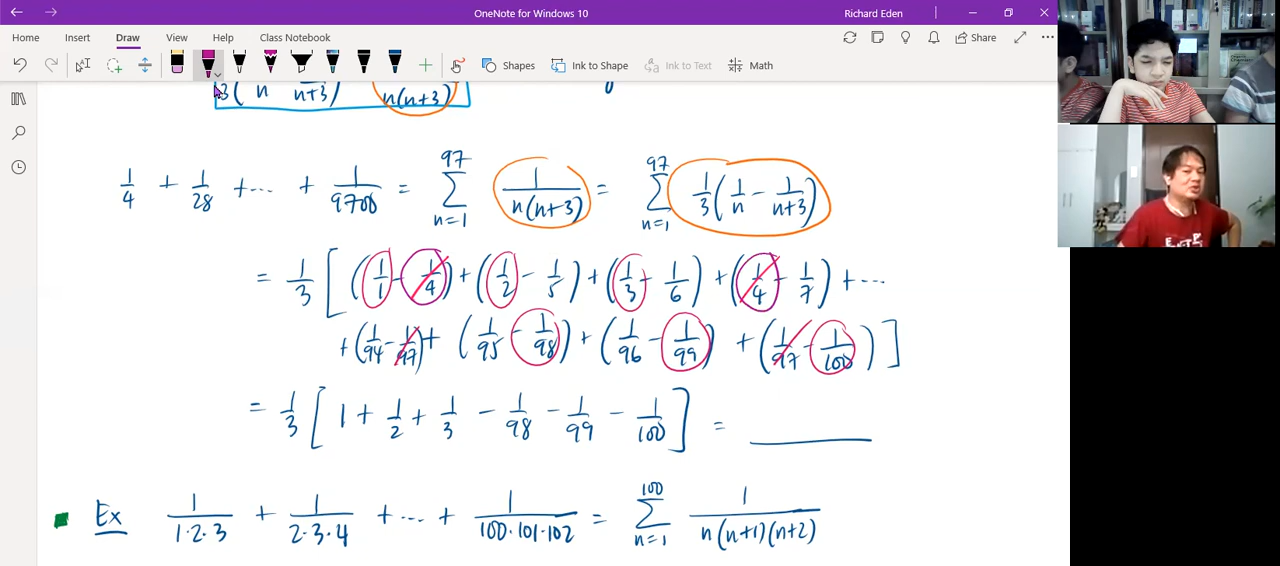 OneNote for Windows 10
Richard Eden
Home Insert Draw View Help Class Notebook Share
Shapes Ink to Shape Ink to Text Math
3( n n+3) n(n+3)
1/4 + 1/28 + ... + 1/9700 = ∑_{n=1}^{97} 1/(n(n+3)) = ∑_{n=1}^{97} 1/3 (1/n - 1/(n+3))
= 1/3 [ (1/1 - 1/4) + (1/2 - 1/5) + (1/3 - 1/6) + (1/4 - 1/7) + ...
+ (1/94 - 1/97) + (1/95 - 1/98) + (1/96 - 1/99) + (1/97 - 1/100) ]
= 1/3 [ 1 + 1/2 + 1/3 - 1/98 - 1/99 - 1/100 ] = ______
Ex 1/(1·2·3) + 1/(2·3·4) + ... + 1/(100·101·102) = ∑_{n=1}^{100} 1/(n(n+1)(n+2))